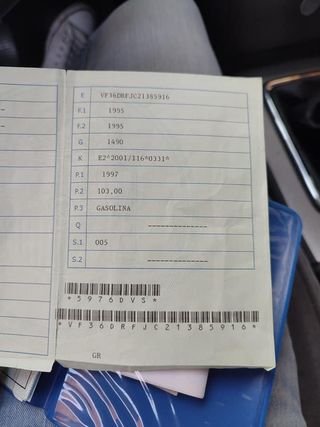 E VF36DRFJC21385916
F.1 1995
F.2 1995
G 1490
K E2*2001/116*0331*
P.1 1997
P.2 103,00
P.3 GASOLINA
Q --------------
S.1 005
S.2 --------------
*5976DVS*
*VF36DRFJC21385916*
GR